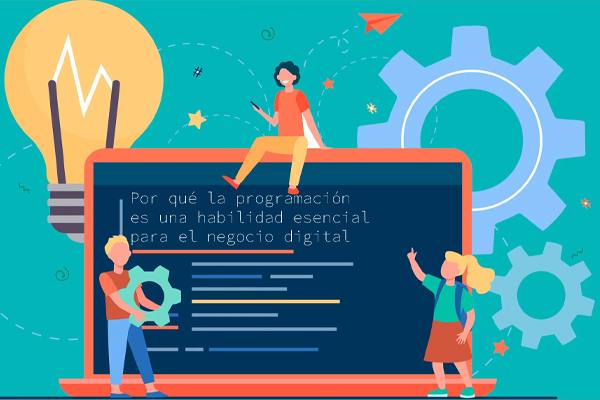 Por qué la programación
es una habilidad esencial
para el negocio digital